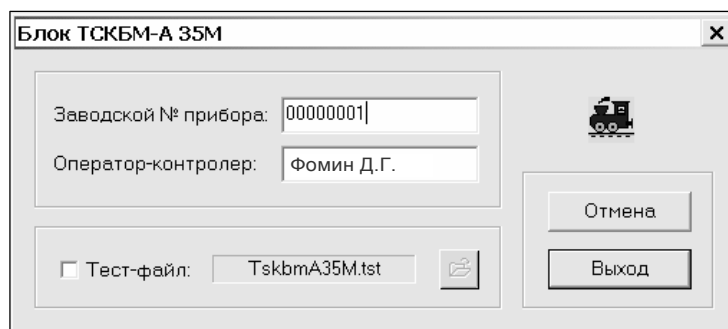 Блок ТСКБМ-А 35М
Заводской № прибора: 00000001
Оператор-контролер: Фомин Д.Г.
Тест-файл: TskbmA35M.tst
Отмена
Выход